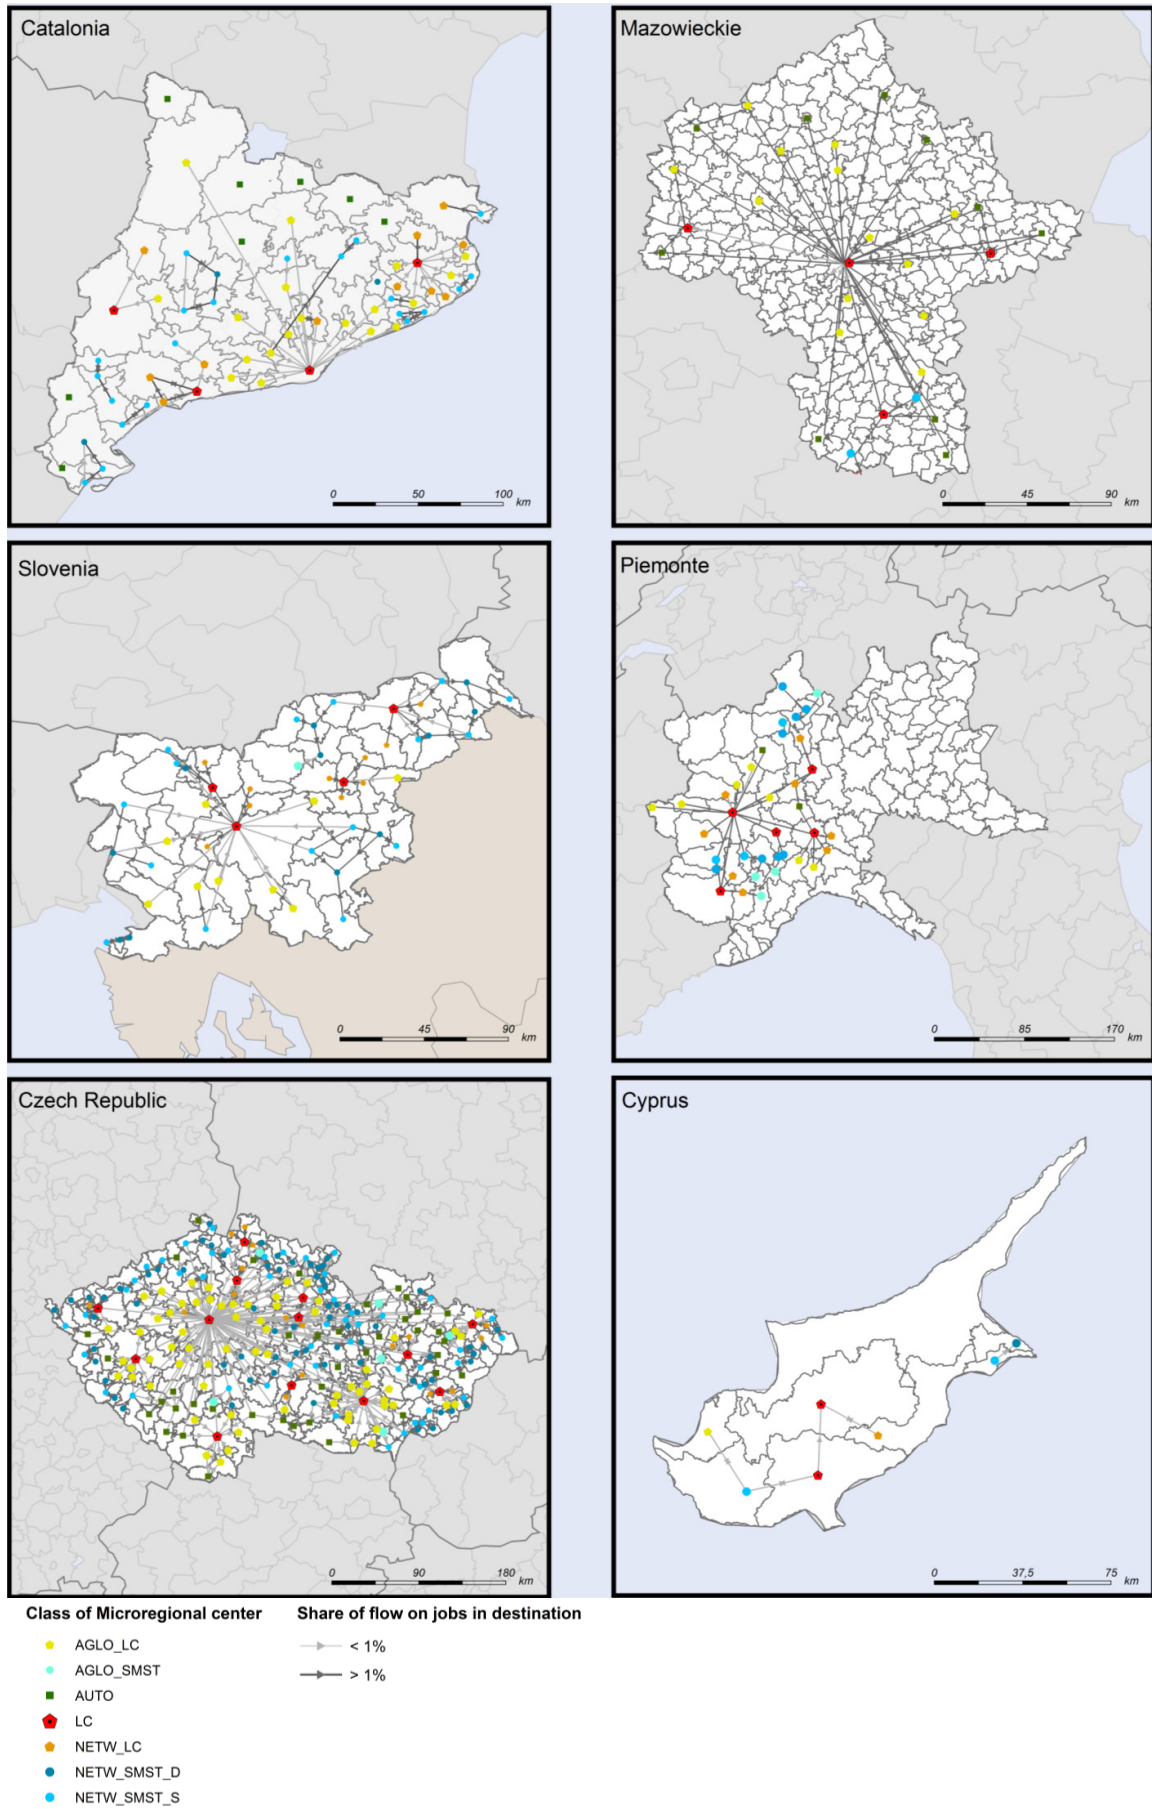 Catalonia
0 50 100
km
Mazowieckie
0 45 90
km
Slovenia
0 45 90
km
Piemonte
0 85 170
km
Czech Republic
0 90 180
km
Cyprus
0 37,5 75
km
Class of Microregional center
AGLO_LC
AGLO_SMST
AUTO
LC
NETW_LC
NETW_SMST_D
NETW_SMST_S
Share of flow on jobs in destination
< 1%
> 1%